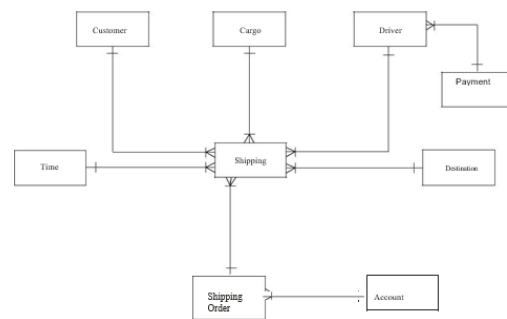 Customer
Cargo
Driver
Payment
Time
Shipping
Destination
Shipping
Order
Account